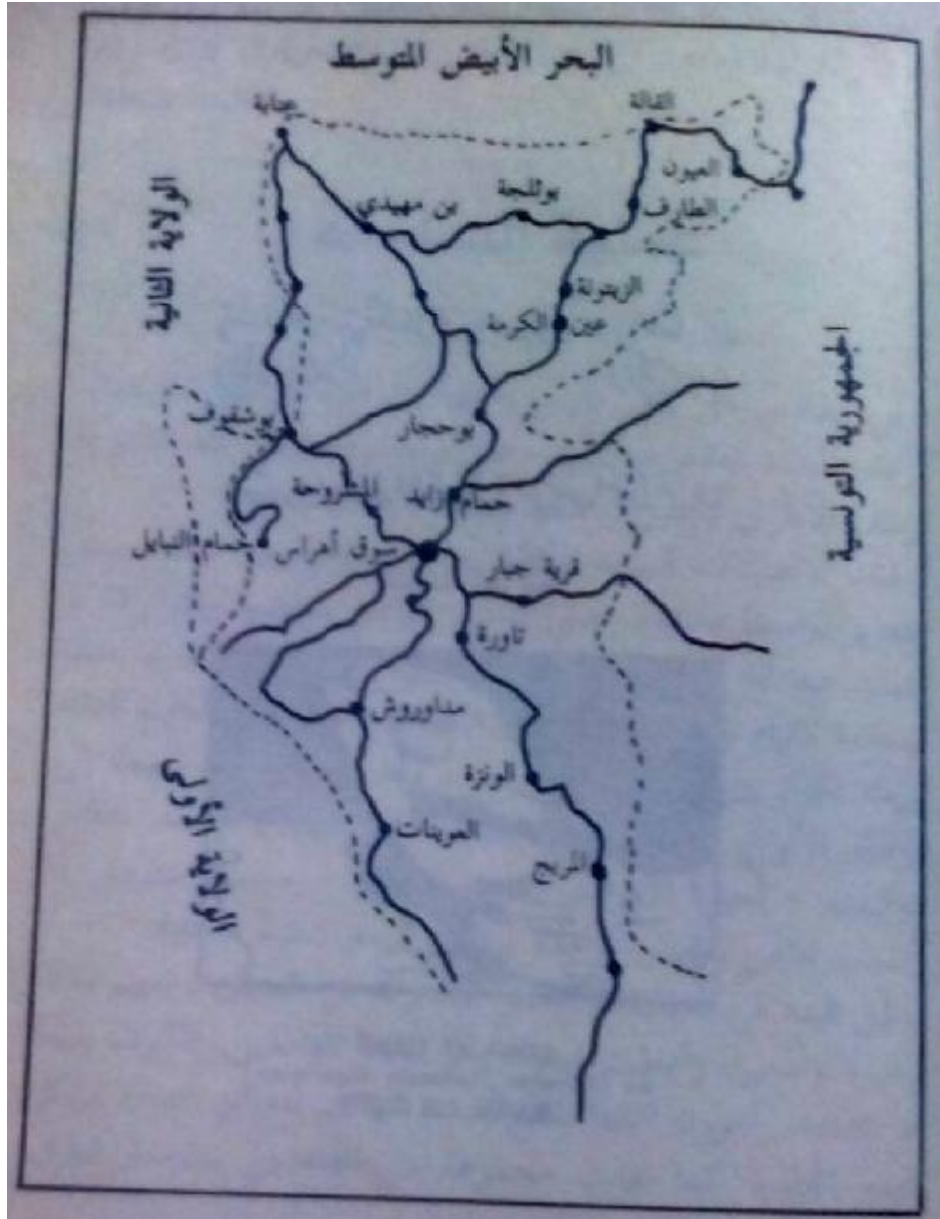 البحر الأبيض المتوسط
عنابة
القالة
العيون
الطارف
بوثلجة
بن مهيدي
الولاية الثانية
الزيتونة
عين الكرمة
الجمهورية التونسية
بوشقوف
بوحجار
المشروحة
حمام زايد
حمام النبايل
سوق أهراس
قرية جبار
تاورة
مداوروش
الونزة
الولاية الأولى
العوينات
المريج